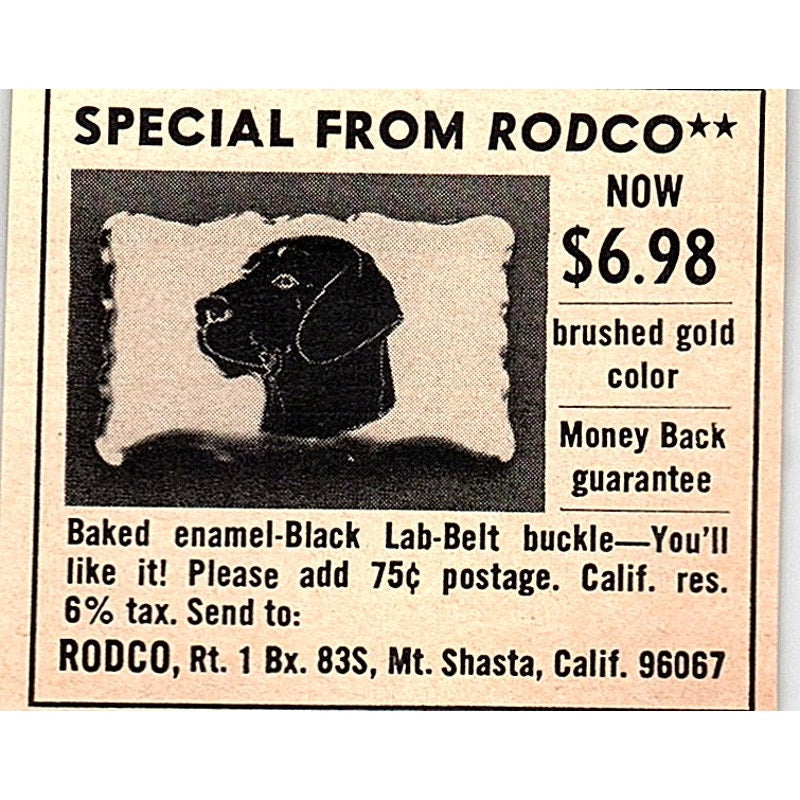 SPECIAL FROM RODCO★★
NOW
$6.98
brushed gold
color
Money Back
guarantee
Baked enamel-Black Lab-Belt buckle—You'll
like it! Please add 75¢ postage. Calif. res.
6% tax. Send to:
RODCO, Rt. 1 Bx. 83S, Mt. Shasta, Calif. 96067